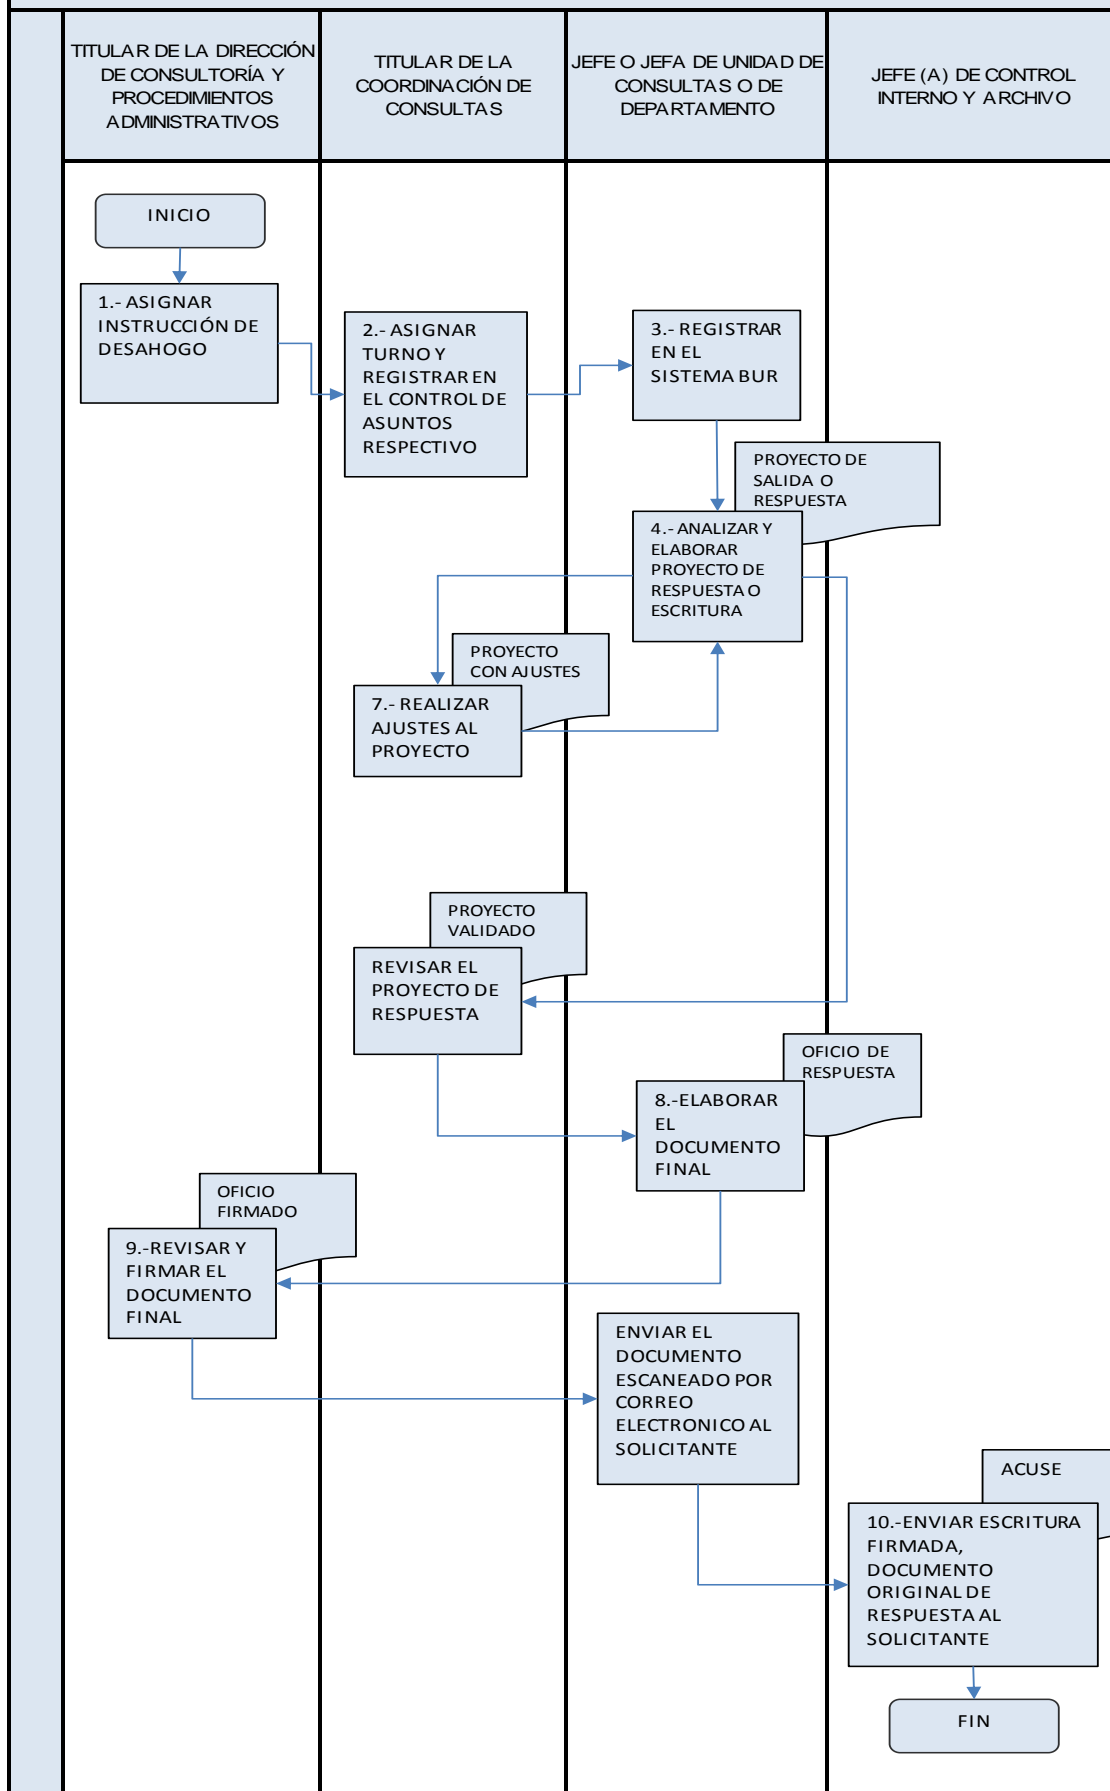 TITULAR DE LA DIRECCIÓN
DE CONSULTORÍA Y
PROCEDIMIENTOS
ADMINISTRATIVOS
TITULAR DE LA
COORDINACIÓN DE
CONSULTAS
JEFE O JEFA DE UNIDAD DE
CONSULTAS O DE
DEPARTAMENTO
JEFE (A) DE CONTROL
INTERNO Y ARCHIVO
INICIO
1.- ASIGNAR
INSTRUCCIÓN DE
DESAHOGO
2.- ASIGNAR
TURNO Y
REGISTRAR EN
EL CONTROL DE
ASUNTOS
RESPECTIVO
3.- REGISTRAR
EN EL
SISTEMA BUR
PROYECTO DE
SALIDA O
RESPUESTA
4.- ANALIZAR Y
ELABORAR
PROYECTO DE
RESPUESTA O
ESCRITURA
PROYECTO
CON AJUSTES
7.- REALIZAR
AJUSTES AL
PROYECTO
PROYECTO
VALIDADO
REVISAR EL
PROYECTO DE
RESPUESTA
OFICIO DE
RESPUESTA
8.-ELABORAR
EL
DOCUMENTO
FINAL
OFICIO
FIRMADO
9.-REVISAR Y
FIRMAR EL
DOCUMENTO
FINAL
ENVIAR EL
DOCUMENTO
ESCANEADO POR
CORREO
ELECTRONICO AL
SOLICITANTE
ACUSE
10.-ENVIAR ESCRITURA
FIRMADA,
DOCUMENTO
ORIGINAL DE
RESPUESTA AL
SOLICITANTE
FIN